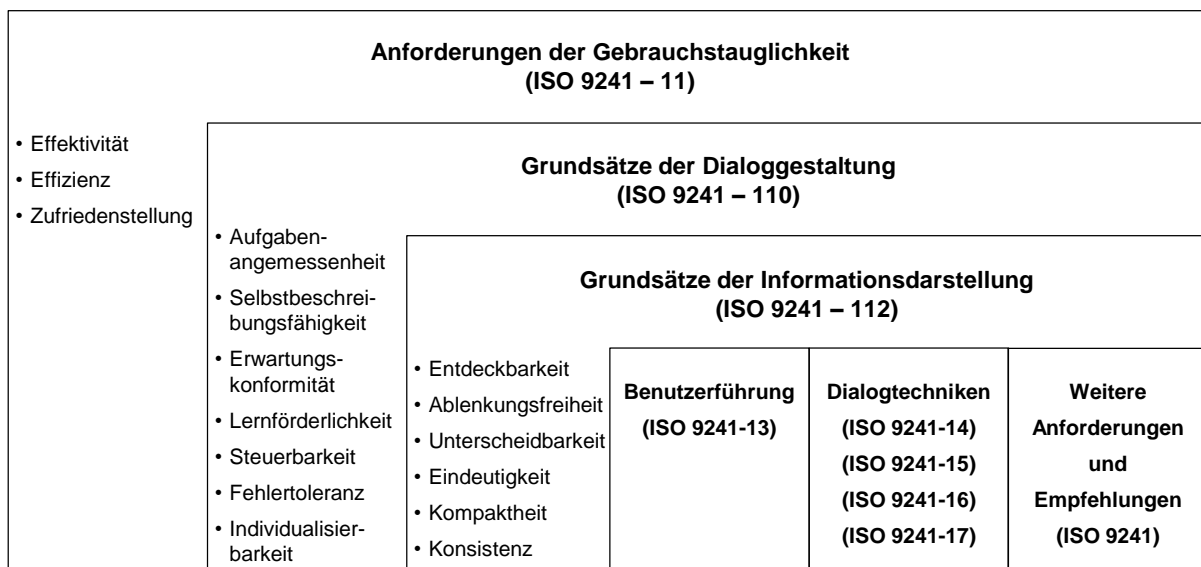 Anforderungen der Gebrauchstauglichkeit
(ISO 9241 – 11)
• Effektivität
• Effizienz
• Zufriedenstellung
Grundsätze der Dialoggestaltung
(ISO 9241 – 110)
• Aufgaben-
angemessenheit
• Selbstbeschrei-
bungsfähigkeit
• Erwartungs-
konformität
• Lernförderlichkeit
• Steuerbarkeit
• Fehlertoleranz
• Individualisier-
barkeit
Grundsätze der Informationsdarstellung
(ISO 9241 – 112)
• Entdeckbarkeit
• Ablenkungsfreiheit
• Unterscheidbarkeit
• Eindeutigkeit
• Kompaktheit
• Konsistenz
Benutzerführung
(ISO 9241-13)
Dialogtechniken
(ISO 9241-14)
(ISO 9241-15)
(ISO 9241-16)
(ISO 9241-17)
Weitere
Anforderungen
und
Empfehlungen
(ISO 9241)